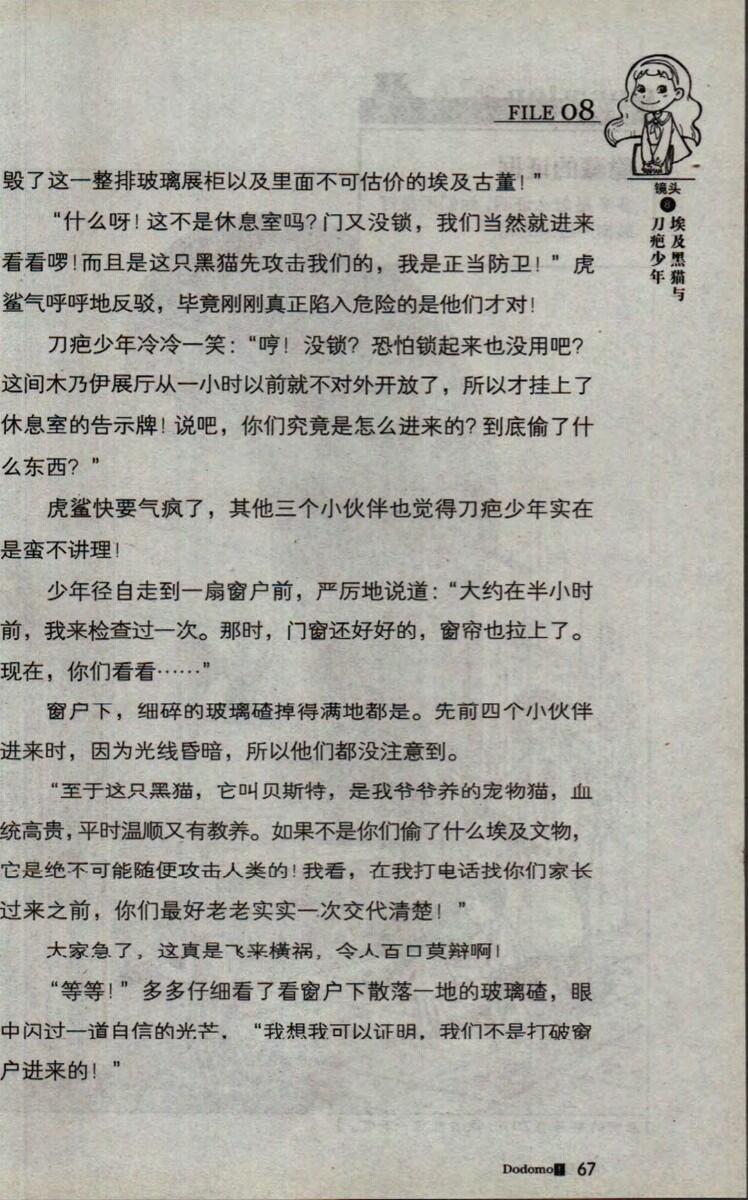 FILE 08
镜头
8
埃及黑猫与
刀疤少年
毁了这一整排玻璃展柜以及里面不可估价的埃及古董！”
“什么呀！这不是休息室吗？门又没锁，我们当然就进来
看看啰！而且是这只黑猫先攻击我们的，我是正当防卫！”虎
鲨气呼呼地反驳，毕竟刚刚真正陷入危险的是他们才对！
刀疤少年冷冷一笑：“哼！没锁？恐怕锁起来也没用吧？
这间木乃伊展厅从一小时以前就不对外开放了，所以才挂上了
休息室的告示牌！说吧，你们究竟是怎么进来的？到底偷了什
么东西？”
虎鲨快要气疯了，其他三个小伙伴也觉得刀疤少年实在
是蛮不讲理！
少年径自走到一扇窗户前，严厉地说道：“大约在半小时
前，我来检查过一次。那时，门窗还好好的，窗帘也拉上了。
现在，你们看看……”
窗户下，细碎的玻璃碴掉得满地都是。先前四个小伙伴
进来时，因为光线昏暗，所以他们都没注意到。
“至于这只黑猫，它叫贝斯特，是我爷爷养的宠物猫，血
统高贵，平时温顺又有教养。如果不是你们偷了什么埃及文物，
它是绝不可能随便攻击人类的！我看，在我打电话找你们家长
过来之前，你们最好老老实实一次交代清楚！”
大家急了，这真是飞来横祸，令人百口莫辩啊！
“等等！”多多仔细看了看窗户下散落一地的玻璃碴，眼
中闪过一道自信的光芒，“我想我可以证明，我们不是打破窗
户进来的！”
Dodomo! 67